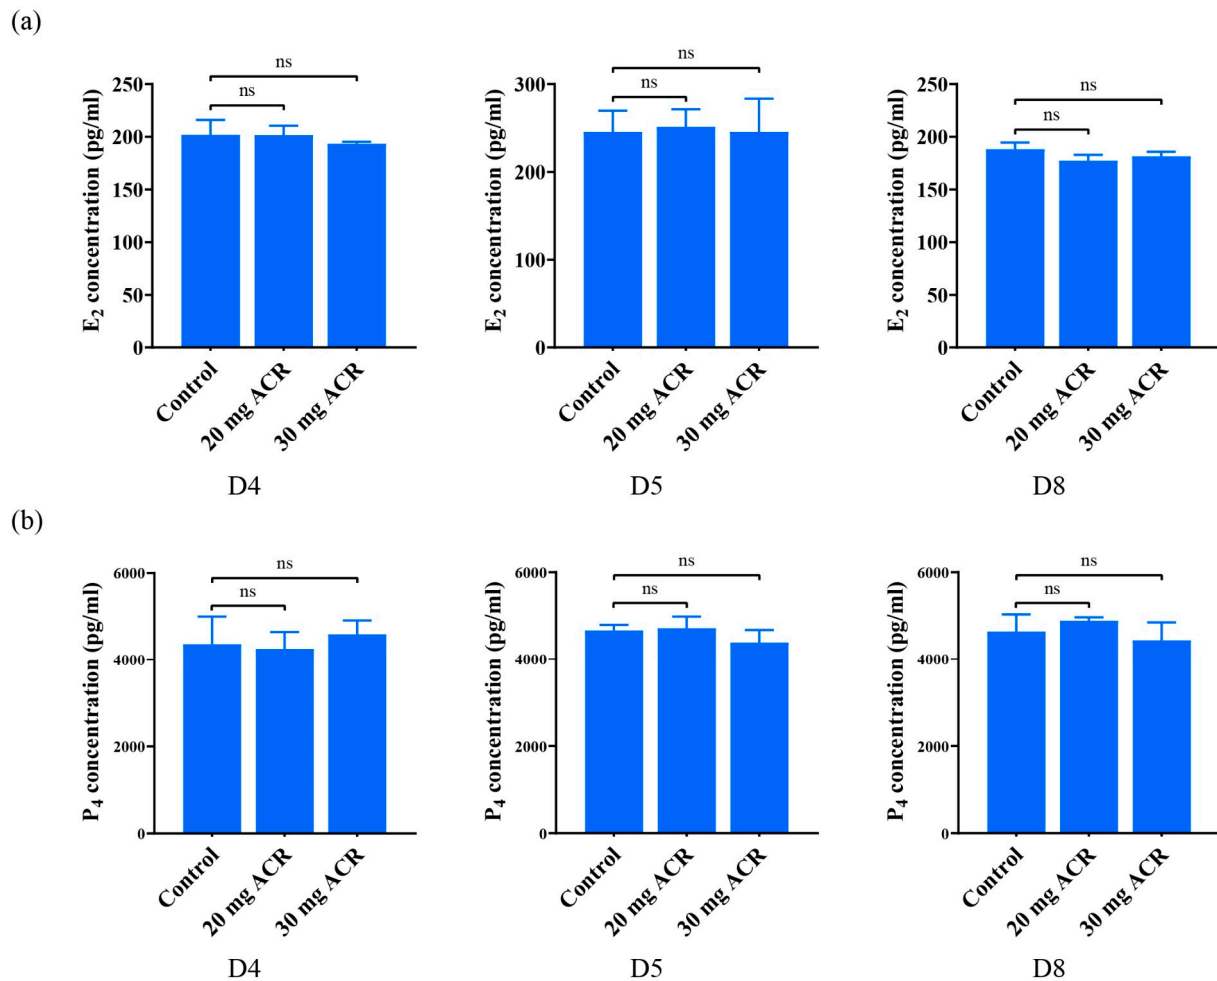 (a)
ns
ns
E2 concentration (pg/ml)
250
200
150
100
50
0
Control
20 mg ACR
30 mg ACR
D4
ns
ns
E2 concentration (pg/ml)
300
200
100
0
Control
20 mg ACR
30 mg ACR
D5
ns
ns
E2 concentration (pg/ml)
250
200
150
100
50
0
Control
20 mg ACR
30 mg ACR
D8
(b)
ns
ns
P4 concentration (pg/ml)
6000
4000
2000
0
Control
20 mg ACR
30 mg ACR
D4
ns
ns
P4 concentration (pg/ml)
6000
4000
2000
0
Control
20 mg ACR
30 mg ACR
D5
ns
ns
P4 concentration (pg/ml)
6000
4000
2000
0
Control
20 mg ACR
30 mg ACR
D8